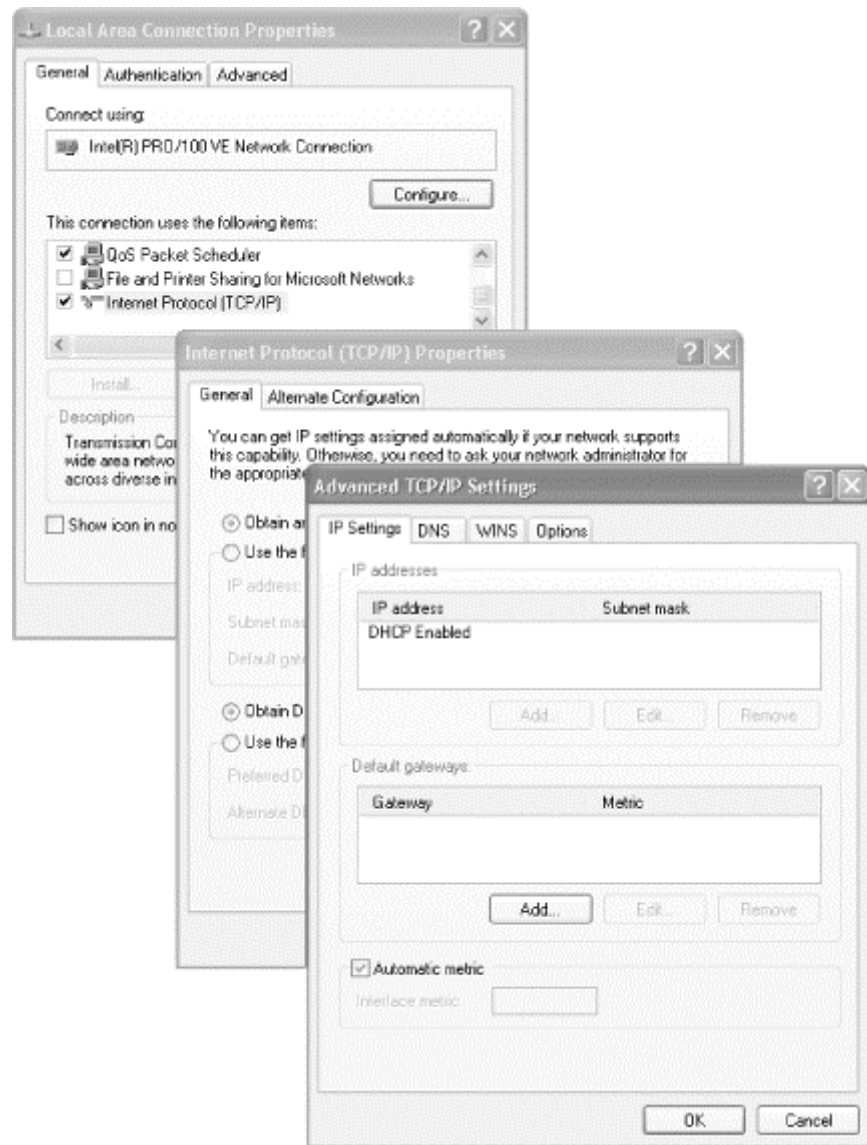 Local Area Connection Properties
General Authentication Advanced
Connect using:
Intel(R) PRO/100 VE Network Connection
Configure...
This connection uses the following items:
QoS Packet Scheduler
File and Printer Sharing for Microsoft Networks
Internet Protocol (TCP/IP)
Install...
Description
Transmission Co
wide area netwo
across diverse in
Show icon in no
Internet Protocol (TCP/IP) Properties
General Alternate Configuration
You can get IP settings assigned automatically if your network supports
this capability. Otherwise, you need to ask your network administrator for
the appropriate
Obtain a
Use the f
IP address:
Subnet mas
Default gate
Obtain D
Use the f
Preferred D
Alternate D
Advanced TCP/IP Settings
IP Settings DNS WINS Options
IP addresses
IP address Subnet mask
DHCP Enabled
Add... Edit... Remove
Default gateways:
Gateway Metric
Add... Edit... Remove
Automatic metric
Interface metric:
OK Cancel